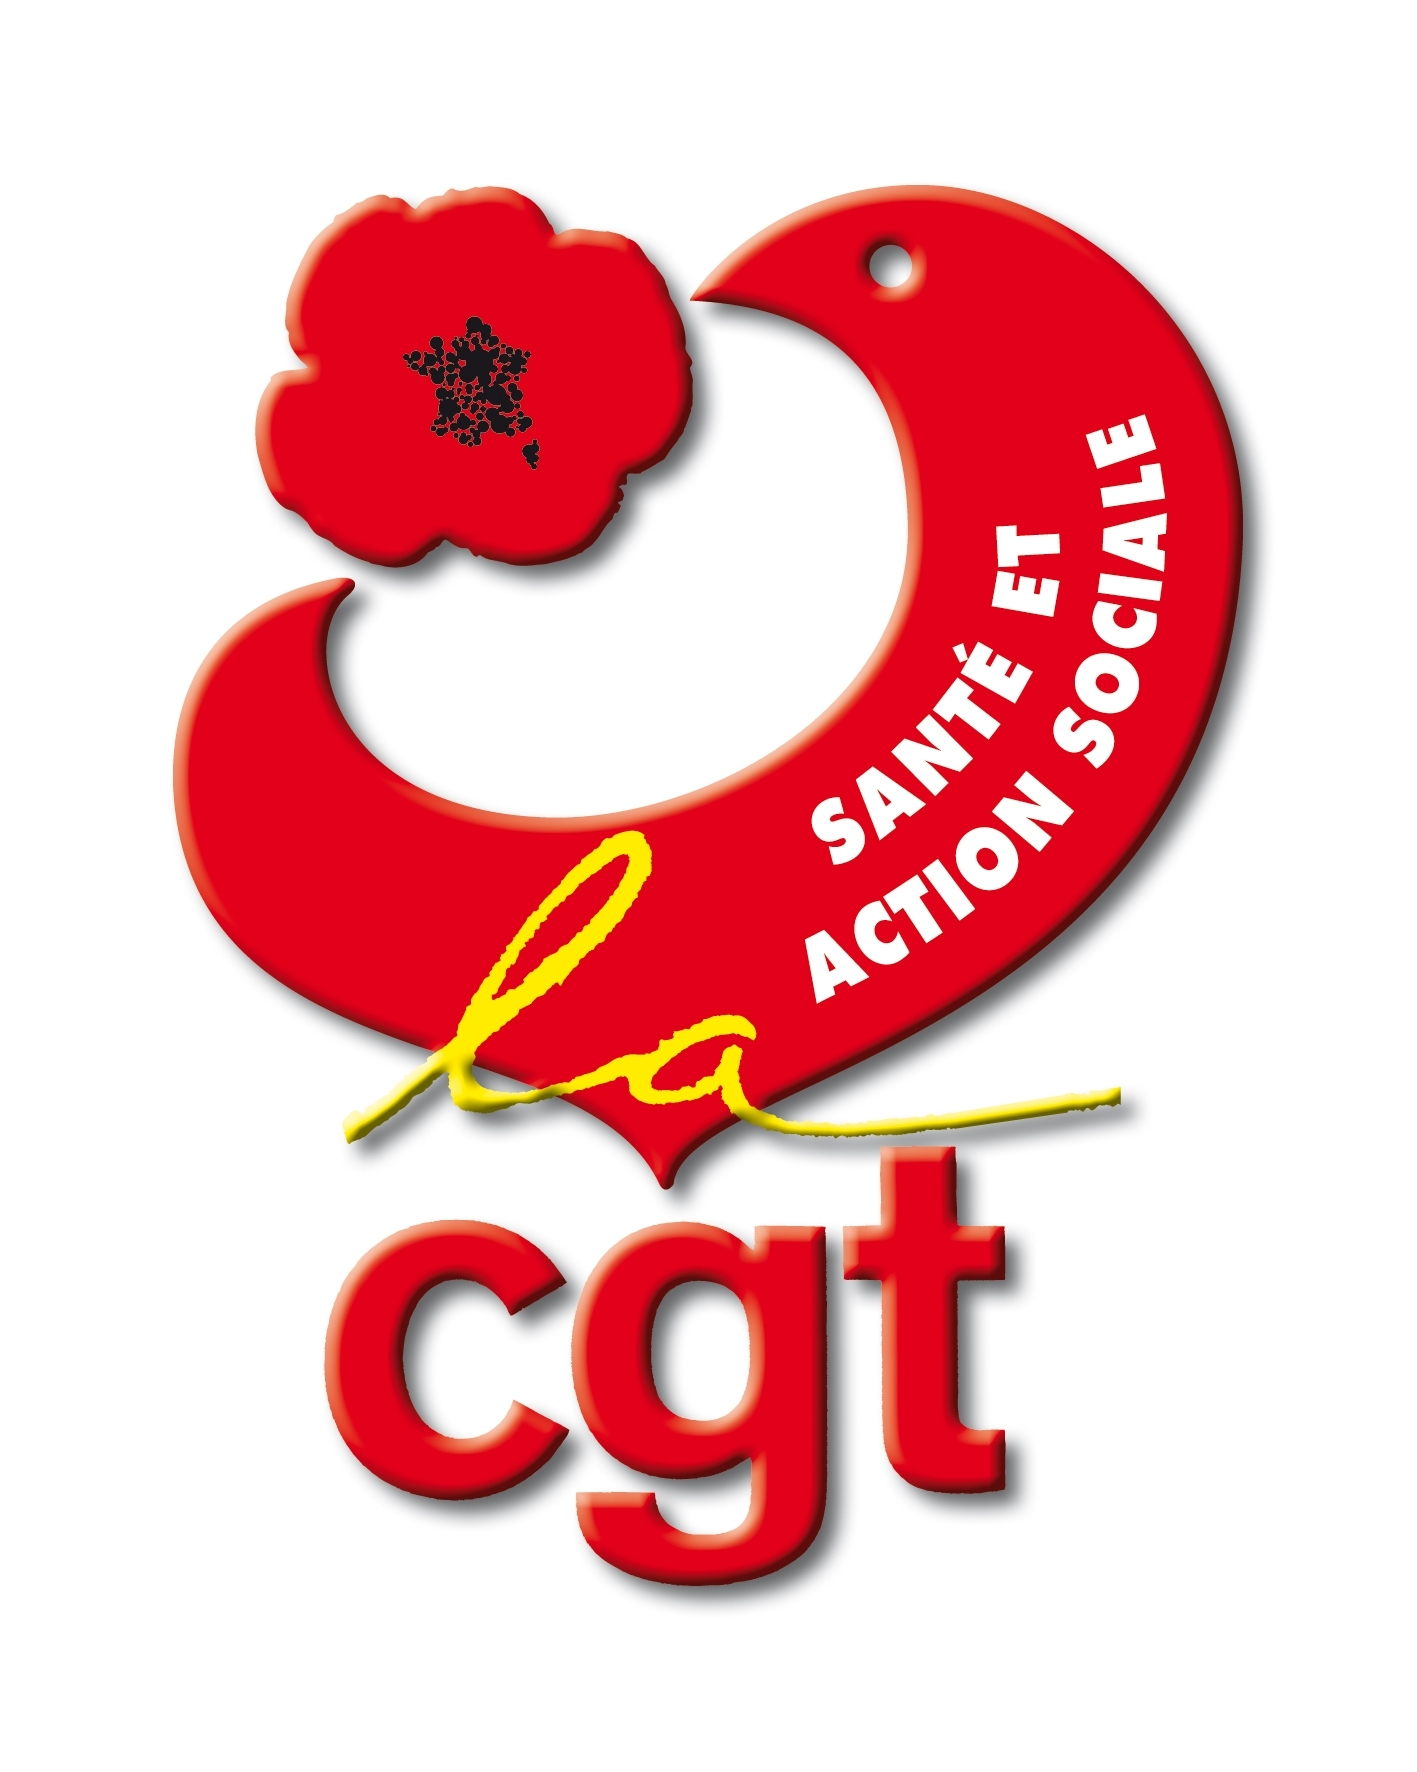 SANTÉ ET
ACTION SOCIALE
la
cgt